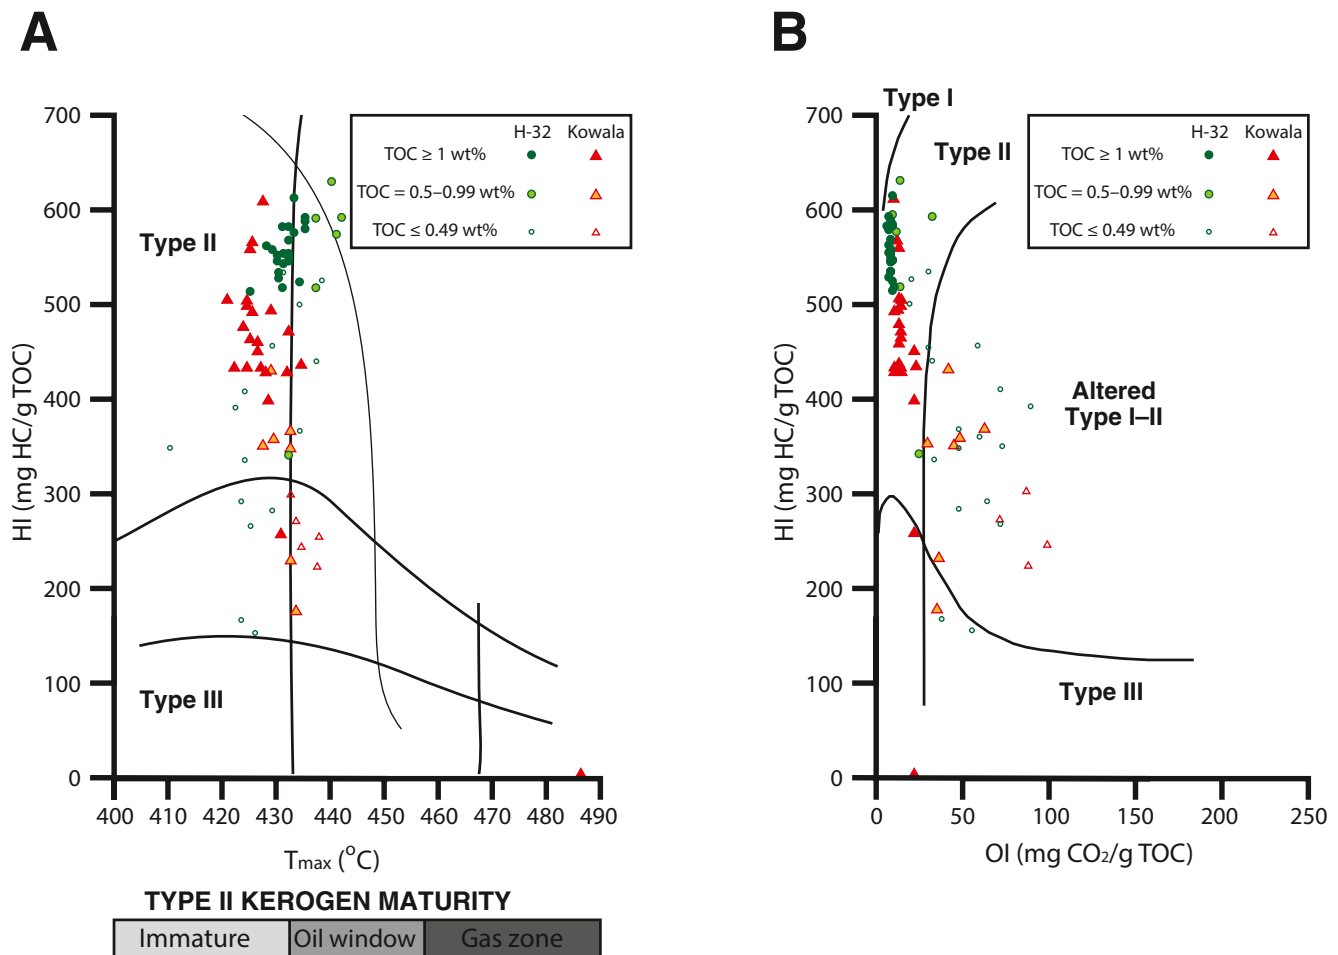 A
700
600
500
400
300
200
100
0
HI (mg HC/g TOC)
400 410 420 430 440 450 460 470 480 490
Tmax (oC)
Type II
Type III
H-32 Kowala
TOC ≥ 1 wt%
TOC = 0.5–0.99 wt%
TOC ≤ 0.49 wt%
TYPE II KEROGEN MATURITY
Immature Oil window Gas zone
B
700
600
500
400
300
200
100
0
HI (mg HC/g TOC)
0 50 100 150 200 250
OI (mg CO2/g TOC)
Type I
Type II
H-32 Kowala
TOC ≥ 1 wt%
TOC = 0.5–0.99 wt%
TOC ≤ 0.49 wt%
Altered
Type I–II
Type III